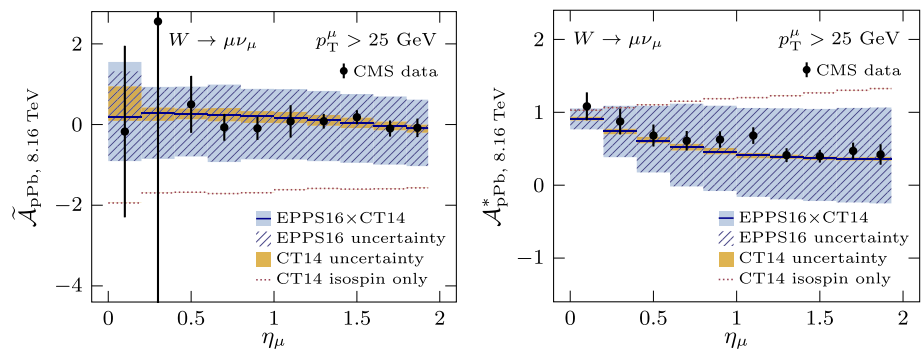 W → μν_μ
p_T^μ > 25 GeV
CMS data
Ã_pPb, 8.16 TeV
2
0
−2
−4
EPPS16×CT14
EPPS16 uncertainty
CT14 uncertainty
CT14 isospin only
0 0.5 1 1.5 2
η_μ
W → μν_μ
p_T^μ > 25 GeV
CMS data
A*_pPb, 8.16 TeV
2
1
0
−1
EPPS16×CT14
EPPS16 uncertainty
CT14 uncertainty
CT14 isospin only
0 0.5 1 1.5 2
η_μ